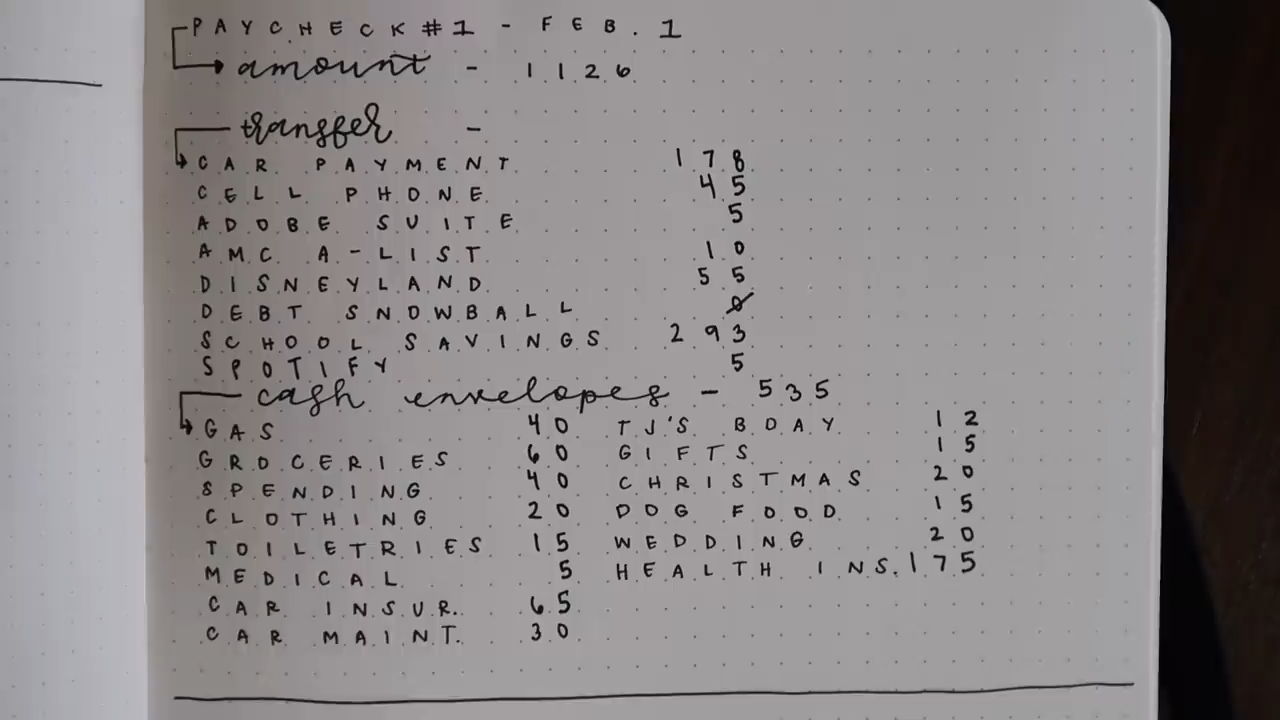 PAYCHECK #1 - FEB. 1
amount - 1126
transfer -
CAR PAYMENT 178
CELL PHONE 45
ADOBE SUITE 5
AMC A-LIST 10
DISNEYLAND 55
DEBT SNOWBALL 0
SCHOOL SAVINGS 293
SPOTIFY 5
cash envelopes - 535
GAS 40 TJ'S BDAY 12
GROCERIES 60 GIFTS 15
SPENDING 40 CHRISTMAS 20
CLOTHING 20 DOG FOOD 15
TOILETRIES 15 WEDDING 20
MEDICAL 5 HEALTH INS. 175
CAR INSUR. 65
CAR MAINT. 30